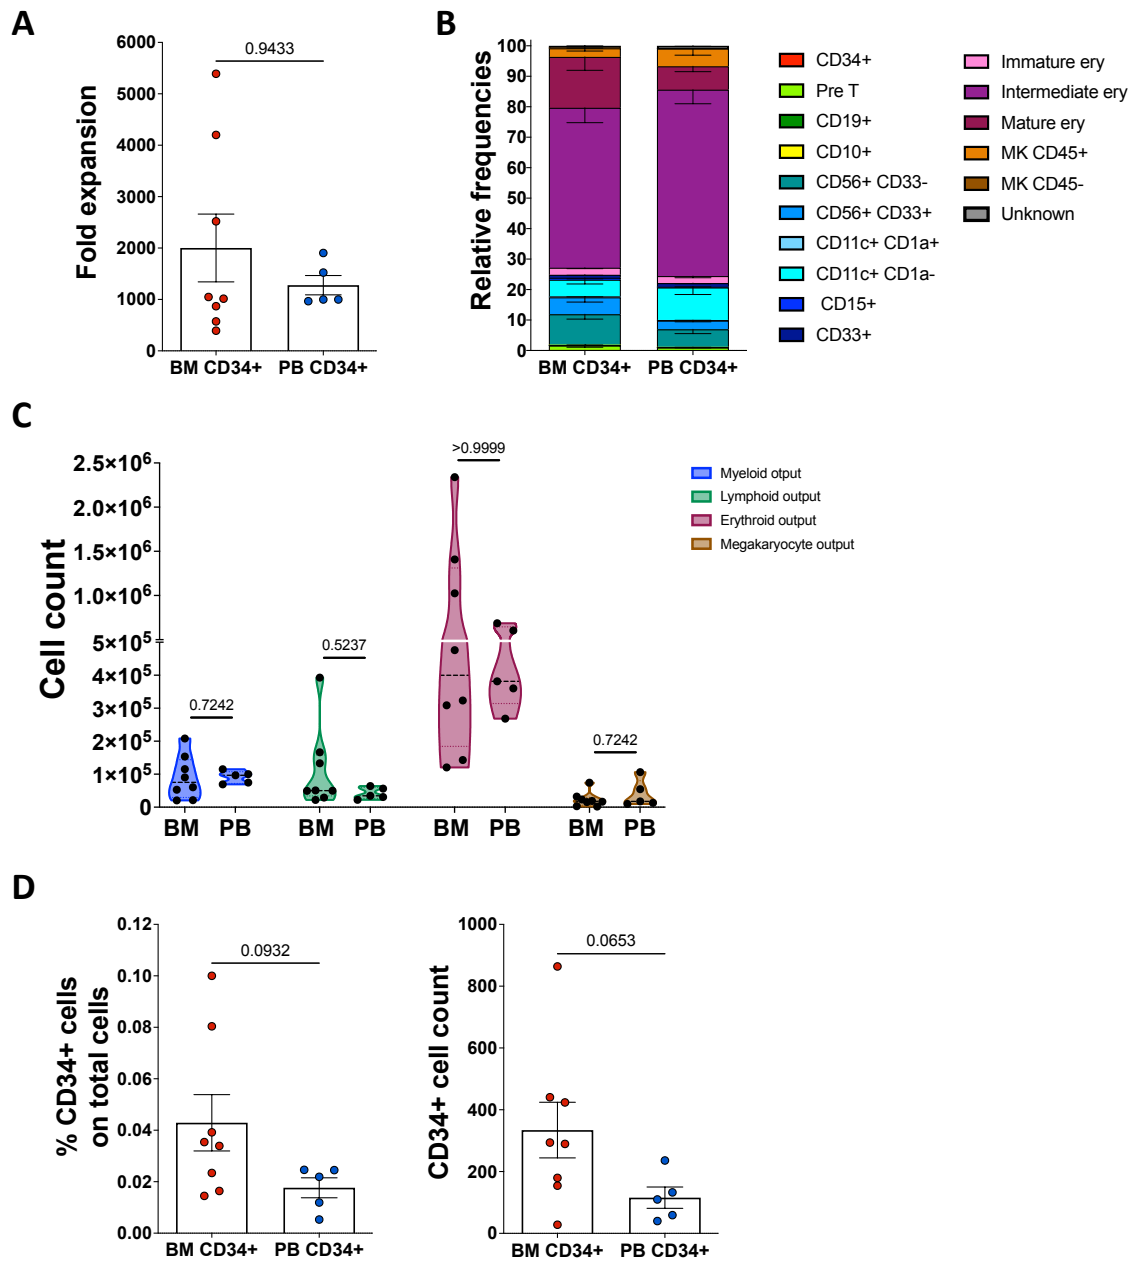 A
0.9433
6000
5000
4000
3000
2000
1000
0
Fold expansion
BM CD34+ PB CD34+
B
100
90
80
70
60
50
40
30
20
10
0
Relative frequencies
BM CD34+ PB CD34+
CD34+
Pre T
CD19+
CD10+
CD56+ CD33-
CD56+ CD33+
CD11c+ CD1a+
CD11c+ CD1a-
CD15+
CD33+
Immature ery
Intermediate ery
Mature ery
MK CD45+
MK CD45-
Unknown
C
2.5×10⁶
2.0×10⁶
1.5×10⁶
1.0×10⁶
5×10⁵
4×10⁵
3×10⁵
2×10⁵
1×10⁵
0
Cell count
0.7242
0.5237
>0.9999
0.7242
BM PB BM PB BM PB BM PB
Myeloid otput
Lymphoid output
Erythroid output
Megakaryocyte output
D
0.12
0.10
0.08
0.06
0.04
0.02
0.00
% CD34+ cells
on total cells
0.0932
BM CD34+ PB CD34+
1000
800
600
400
200
0
CD34+ cell count
0.0653
BM CD34+ PB CD34+